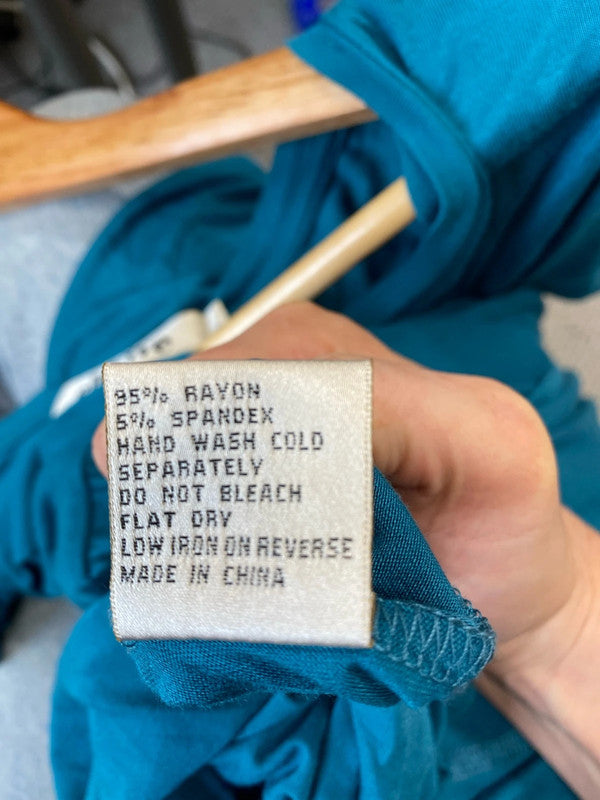 95% RAYON
5% SPANDEX
HAND WASH COLD
SEPARATELY
DO NOT BLEACH
FLAT DRY
LOW IRON ON REVERSE
MADE IN CHINA